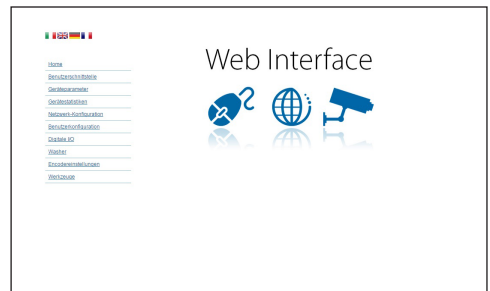 Web Interface
Home
Benutzerschnittstelle
Geräteparameter
Gerätestatistiken
Netzwerk-Konfiguration
Benutzerkonfiguration
Digitale I/O
Washer
Encodereinstellungen
Werkzeuge